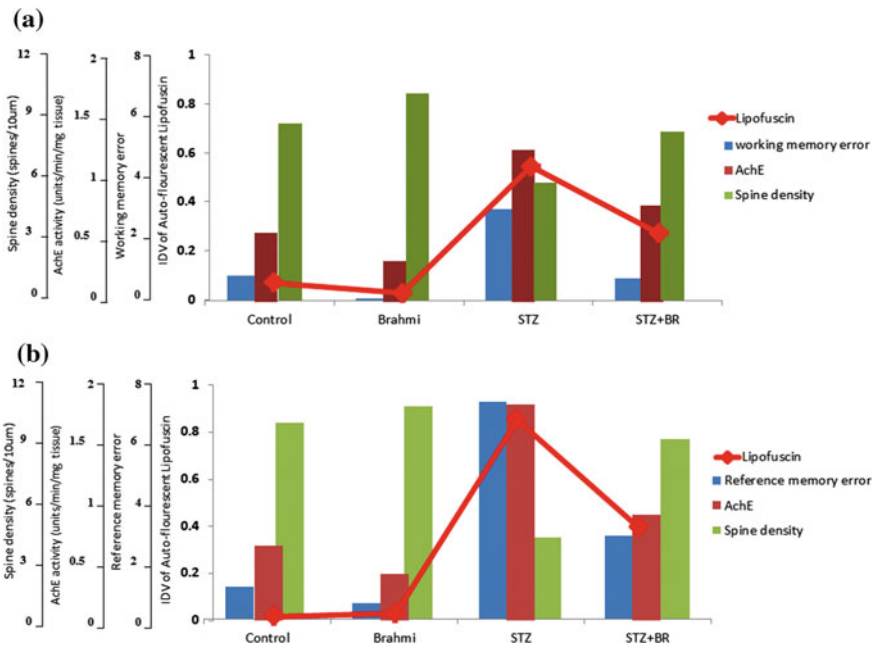 (a)
Spine density (spines/10um)
12
9
6
3
0
AchE activity (units/min/mg tissue)
2
1.5
1
0.5
0
Working memory error
8
6
4
2
0
IDV of Auto-flourescent Lipofuscin
1
0.8
0.6
0.4
0.2
0
Control
Brahmi
STZ
STZ+BR
Lipofuscin
working memory error
AchE
Spine density
(b)
Spine density (spines/10um)
12
9
6
3
0
AchE activity (units/min/mg tissue)
2
1.5
1
0.5
0
Reference memory error
8
6
4
2
0
IDV of Auto-flourescent Lipofuscin
1
0.8
0.6
0.4
0.2
0
Control
Brahmi
STZ
STZ+BR
Lipofuscin
Reference memory error
AchE
Spine density